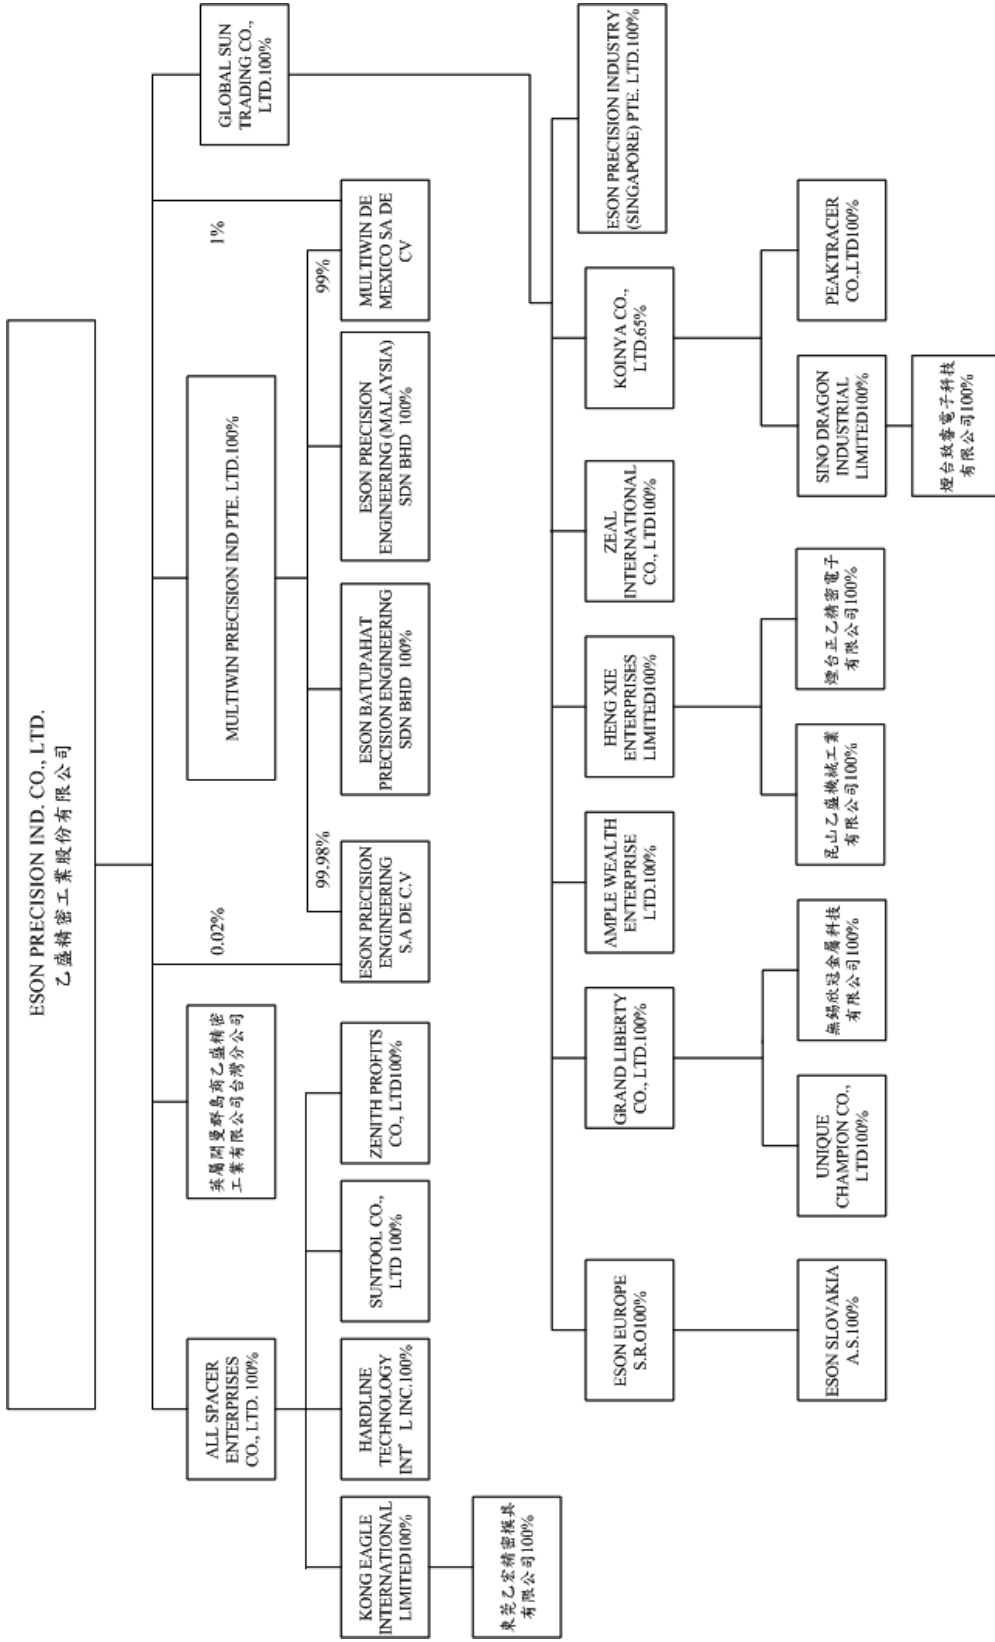 ESON PRECISION IND. CO., LTD.
乙盛精密工業股份有限公司
ALL SPACER
ENTERPRISES
CO., LTD. 100%
英屬開曼群島商乙盛精密
工業有限公司台灣分公司
0.02%
MULTIWIN PRECISION IND PTE. LTD.100%
1%
GLOBAL SUN
TRADING CO.,
LTD.100%
99.98%
99%
KONG EAGLE
INTERNATIONAL
LIMITED100%
HARDLINE
TECHNOLOGY
INT'L INC.100%
SUNTOOL CO.,
LTD 100%
ZENITH PROFITS
CO., LTD100%
ESON PRECISION
ENGINEERING
S.A DE C.V
ESON BATUPAHAT
PRECISION ENGINEERING
SDN BHD 100%
ESON PRECISION
ENGINEERING (MALAYSIA)
SDN BHD 100%
MULTIWIN DE
MEXICO SA DE
CV
東莞乙宏精密模具
有限公司100%
ESON EUROPE
S.R.O100%
GRAND LIBERTY
CO., LTD.100%
AMPLE WEALTH
ENTERPRISE
LTD.100%
HENG XIE
ENTERPRISES
LIMITED100%
ZEAL
INTERNATIONAL
CO., LTD100%
KOINYA CO.,
LTD.65%
ESON PRECISION INDUSTRY
(SINGAPORE) PTE. LTD.100%
ESON SLOVAKIA
A.S.100%
UNIQUE
CHAMPION CO.,
LTD100%
無錫欣冠金屬科技
有限公司100%
昆山乙盛機械工業
有限公司100%
煙台正乙精密電子
有限公司100%
SINO DRAGON
INDUSTRIAL
LIMITED100%
PEAKTRACER
CO.,LTD100%
煙台致睿電子科技
有限公司100%